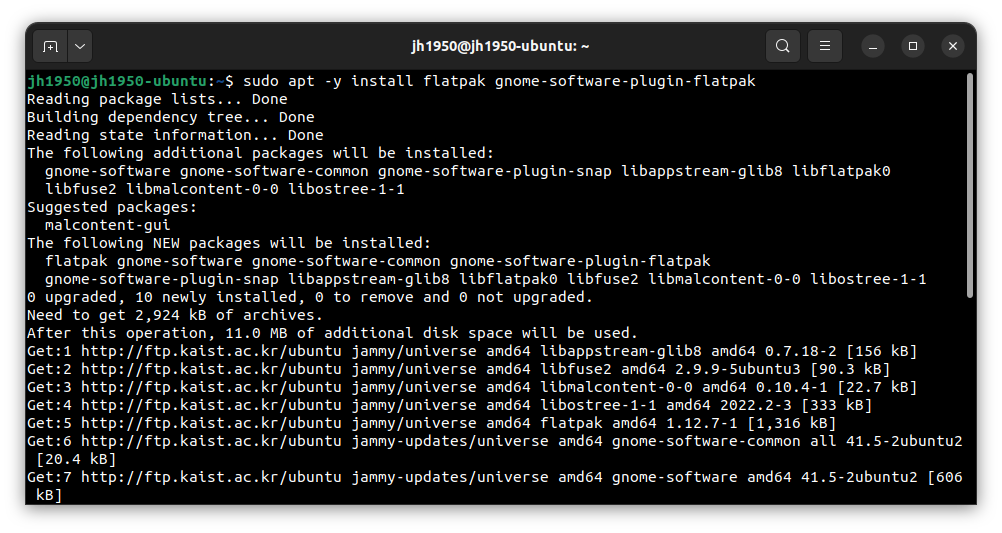 jh1950@jh1950-ubuntu: ~
jh1950@jh1950-ubuntu:~$ sudo apt -y install flatpak gnome-software-plugin-flatpak
Reading package lists... Done
Building dependency tree... Done
Reading state information... Done
The following additional packages will be installed:
  gnome-software gnome-software-common gnome-software-plugin-snap libappstream-glib8 libflatpak0
  libfuse2 libmalcontent-0-0 libostree-1-1
Suggested packages:
  malcontent-gui
The following NEW packages will be installed:
  flatpak gnome-software gnome-software-common gnome-software-plugin-flatpak
  gnome-software-plugin-snap libappstream-glib8 libflatpak0 libfuse2 libmalcontent-0-0 libostree-1-1
0 upgraded, 10 newly installed, 0 to remove and 0 not upgraded.
Need to get 2,924 kB of archives.
After this operation, 11.0 MB of additional disk space will be used.
Get:1 http://ftp.kaist.ac.kr/ubuntu jammy/universe amd64 libappstream-glib8 amd64 0.7.18-2 [156 kB]
Get:2 http://ftp.kaist.ac.kr/ubuntu jammy/universe amd64 libfuse2 amd64 2.9.9-5ubuntu3 [90.3 kB]
Get:3 http://ftp.kaist.ac.kr/ubuntu jammy/universe amd64 libmalcontent-0-0 amd64 0.10.4-1 [22.7 kB]
Get:4 http://ftp.kaist.ac.kr/ubuntu jammy/universe amd64 libostree-1-1 amd64 2022.2-3 [333 kB]
Get:5 http://ftp.kaist.ac.kr/ubuntu jammy/universe amd64 flatpak amd64 1.12.7-1 [1,316 kB]
Get:6 http://ftp.kaist.ac.kr/ubuntu jammy-updates/universe amd64 gnome-software-common all 41.5-2ubuntu2
 [20.4 kB]
Get:7 http://ftp.kaist.ac.kr/ubuntu jammy-updates/universe amd64 gnome-software amd64 41.5-2ubuntu2 [606
 kB]